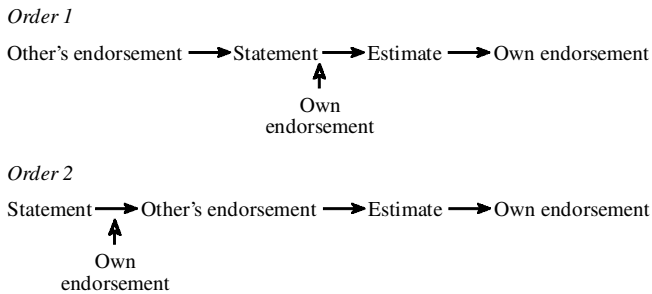 Order 1
Other's endorsement Statement Estimate Own endorsement
Own
endorsement
Order 2
Statement Other's endorsement Estimate Own endorsement
Own
endorsement